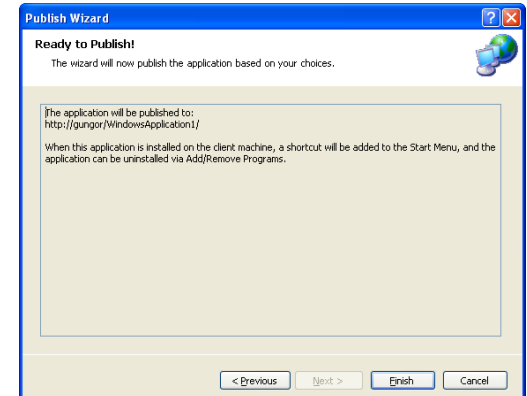 Publish Wizard
Ready to Publish!
The wizard will now publish the application based on your choices.
The application will be published to:
http://gungor/WindowsApplication1/
When this application is installed on the client machine, a shortcut will be added to the Start Menu, and the
application can be uninstalled via Add/Remove Programs.
< Previous Next > Finish Cancel